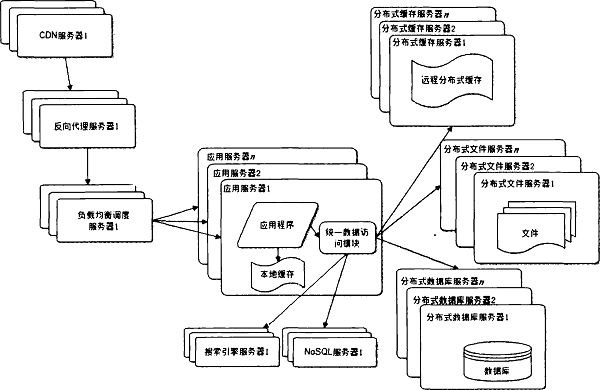 CDN服务器1
反向代理服务器1
负载均衡调度
服务器1
应用服务器n
应用服务器2
应用服务器1
应用程序
本地缓存
统一数据访
问模块
搜索引擎服务器1
NoSQL服务器1
分布式缓存服务器n
分布式缓存服务器2
分布式缓存服务器1
远程分布式缓存
分布式文件服务器n
分布式文件服务器2
分布式文件服务器1
文件
分布式数据库服务器n
分布式数据库服务器2
分布式数据库服务器1
数据库